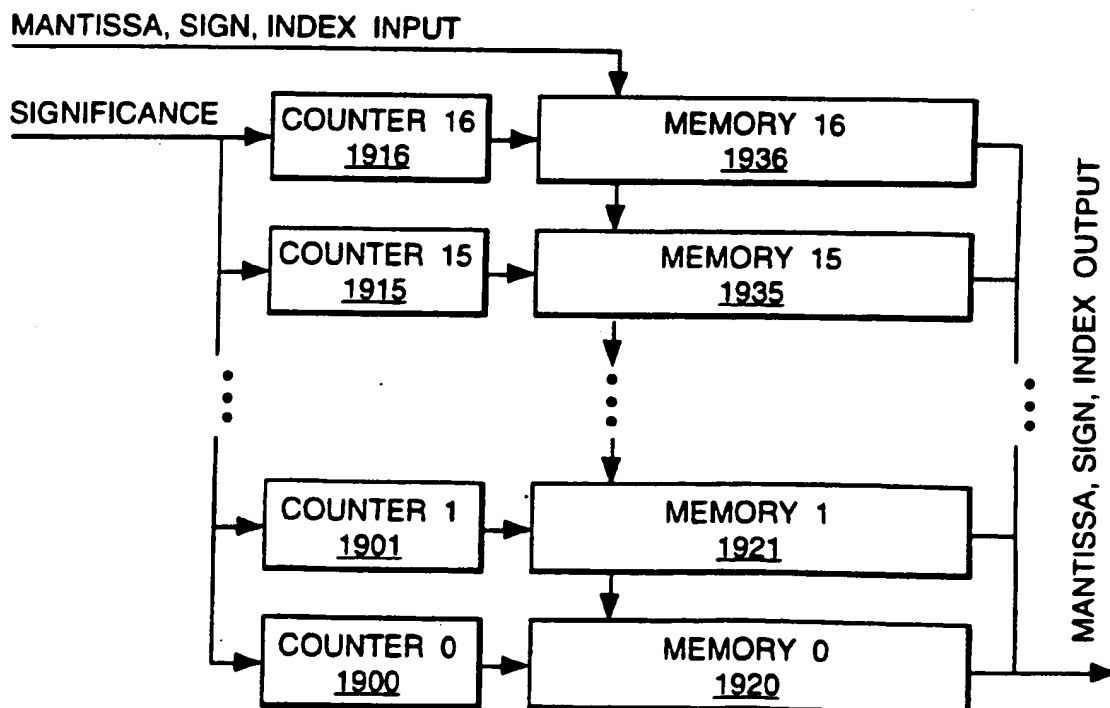 MANTISSA, SIGN, INDEX INPUT
SIGNIFICANCE
COUNTER 16
1916
MEMORY 16
1936
COUNTER 15
1915
MEMORY 15
1935
COUNTER 1
1901
MEMORY 1
1921
COUNTER 0
1900
MEMORY 0
1920
MANTISSA, SIGN, INDEX OUTPUT